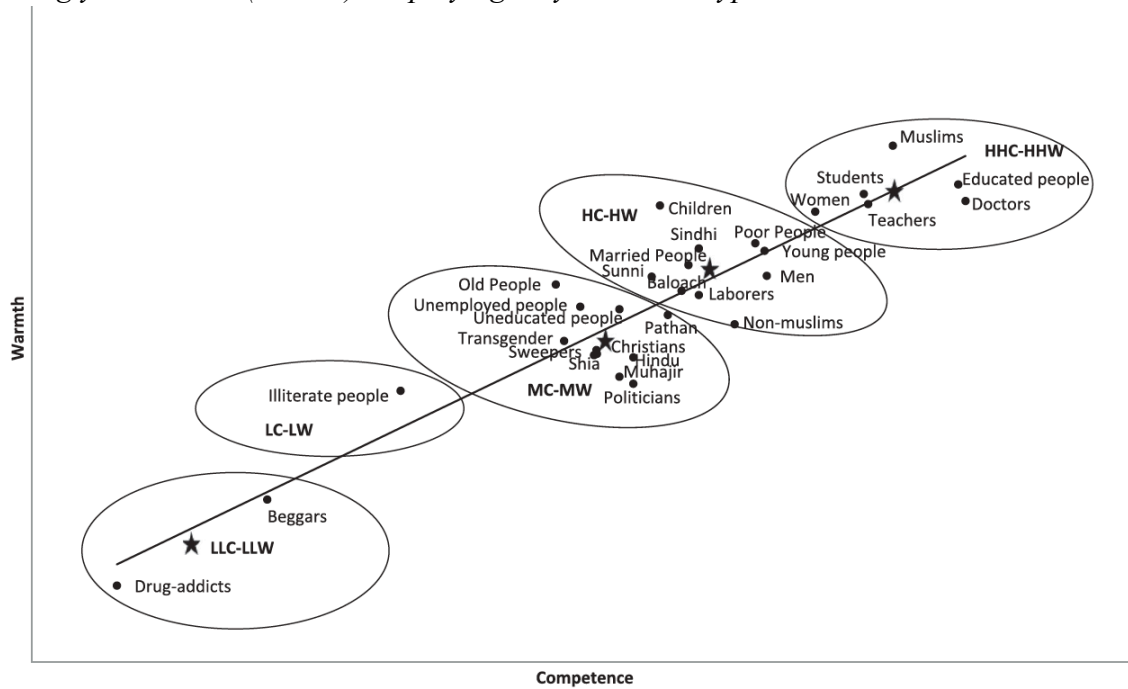 Muslims
HHC-HHW
Students
Educated people
Women
Doctors
Teachers
Children
HC-HW
Sindhi
Poor People
Married People
Young people
Sunni
Baloach
Men
Laborers
Old People
Unemployed people
Uneducated people
Pathan
Non-muslims
Transgender
Sweepers
Christians
Shia
Hindu
Muhajir
MC-MW
Politicians
Illiterate people
LC-LW
Beggars
LLC-LLW
Drug-addicts
Warmth
Competence